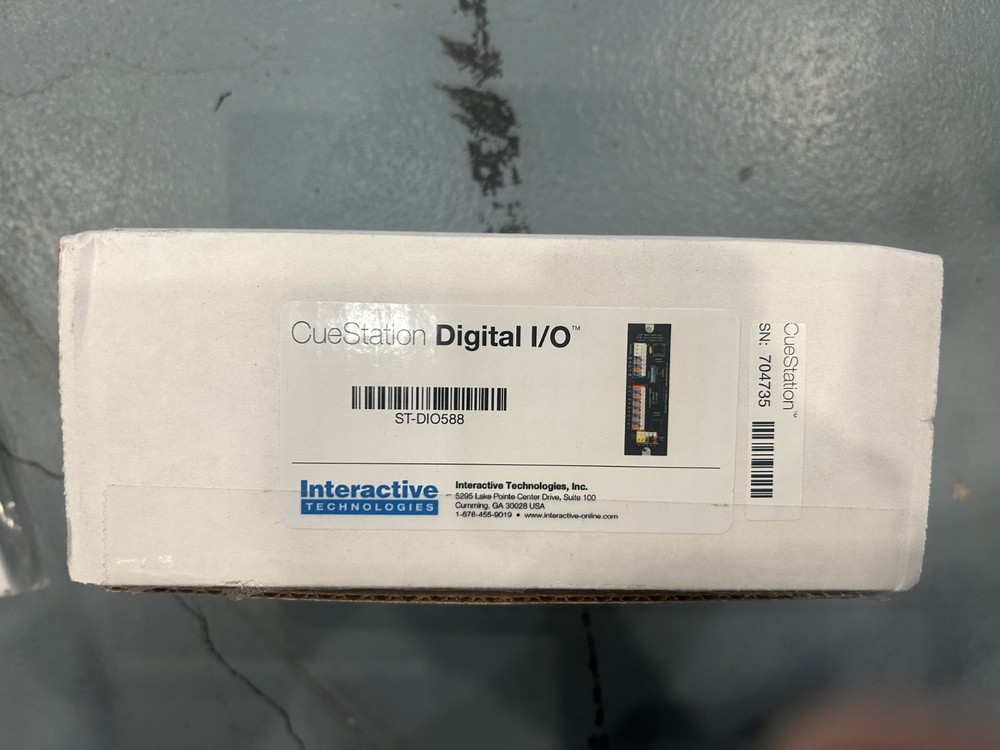 CueStation Digital I/O™
ST-DIO588
Interactive
TECHNOLOGIES
Interactive Technologies, Inc.
5295 Lake Pointe Center Drive, Suite 100
Cumming, GA 30028 USA
1-678-455-9019 • www.interactive-online.com
CueStation™
SN: 704735